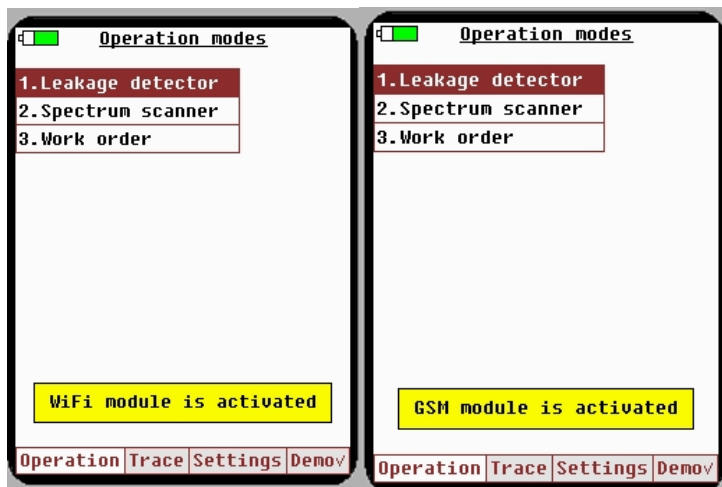 Operation modes
1.Leakage detector
2.Spectrum scanner
3.Work order
WiFi module is activated
Operation Trace Settings Demo√
Operation modes
1.Leakage detector
2.Spectrum scanner
3.Work order
GSM module is activated
Operation Trace Settings Demo√